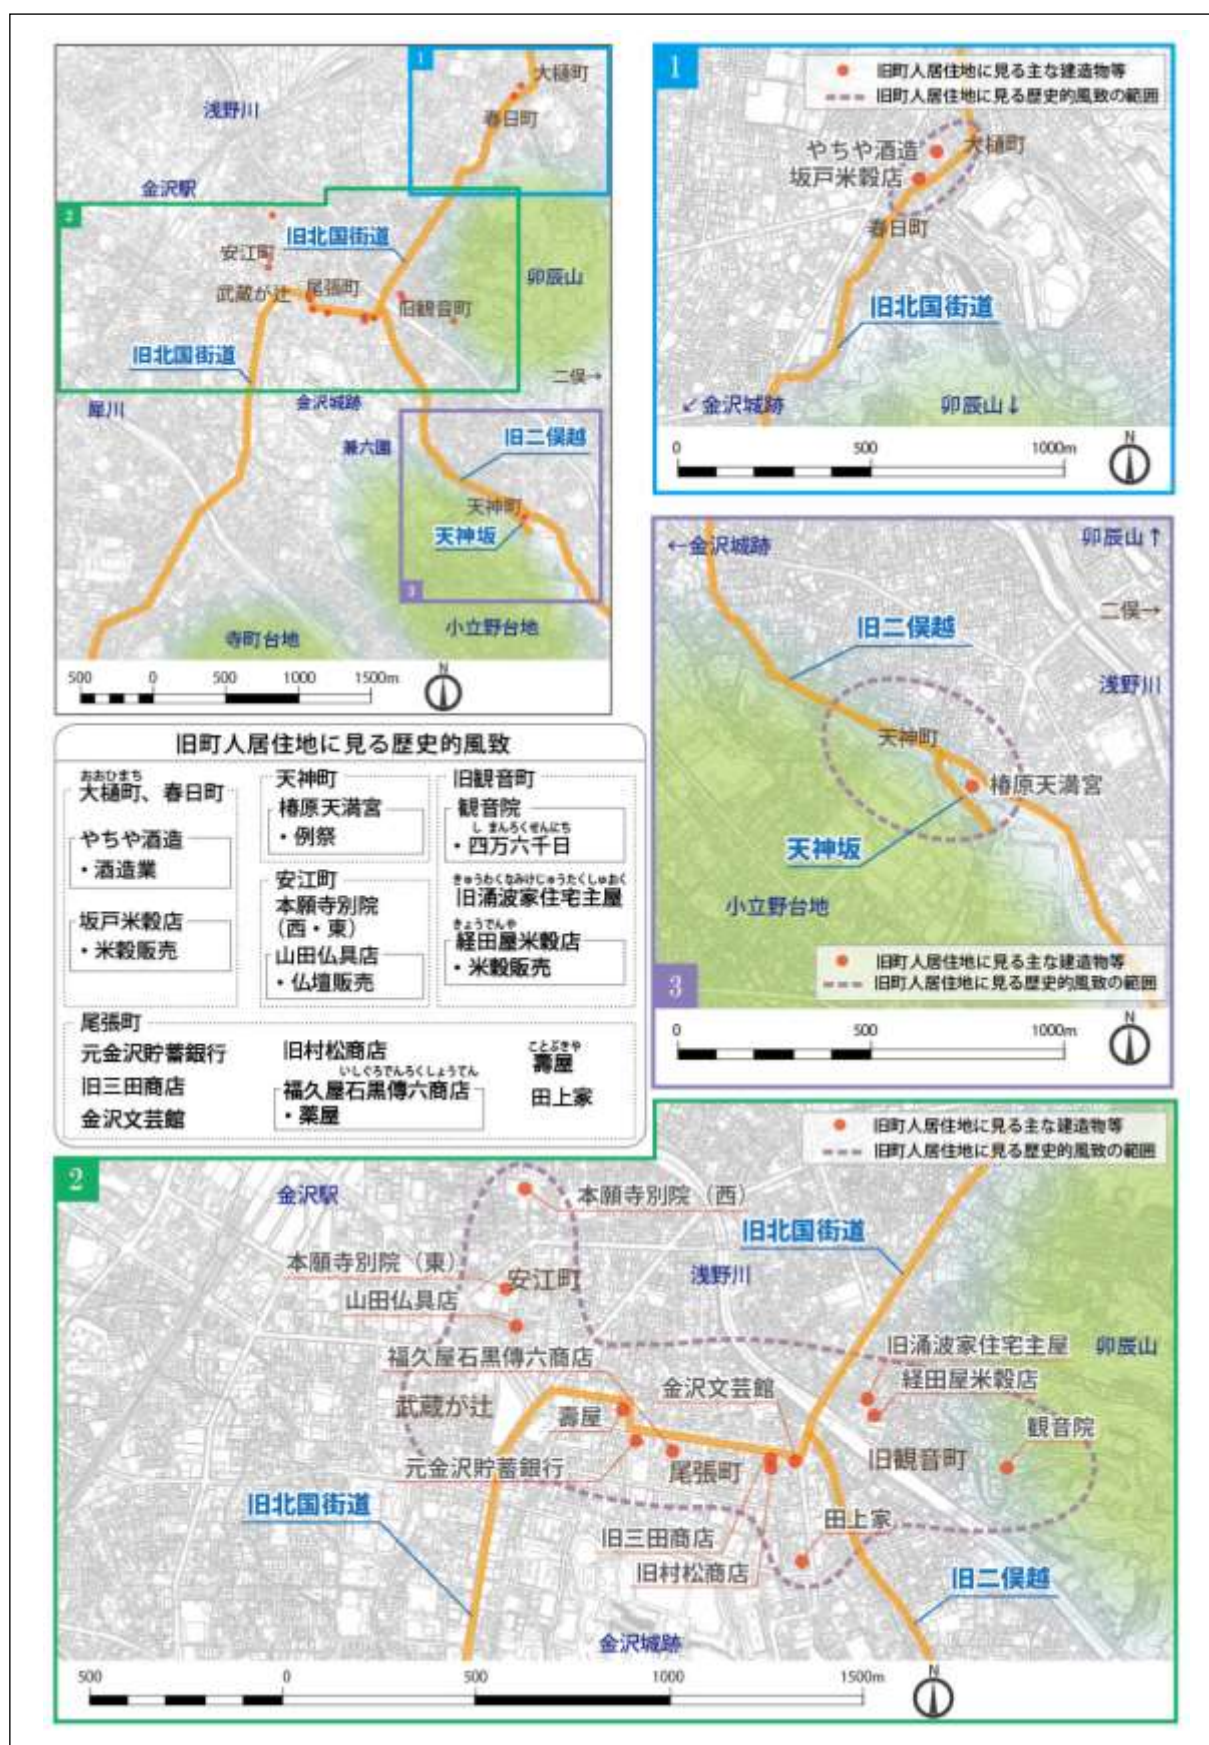 1
大樋町
春日町
浅野川
金沢駅
2
旧北国街道
安江町
卯辰山
武蔵が辻
尾張町
旧観音町
旧北国街道
二俣→
犀川
金沢城跡
兼六園
旧二俣越
天神町
天神坂
3
寺町台地
小立野台地
500 0 500 1000 1500m
N
1
旧町人居住地に見る主な建造物等
旧町人居住地に見る歴史的風致の範囲
やちや酒造
大樋町
坂戸米穀店
春日町
旧北国街道
↙金沢城跡
卯辰山↓
0 500 1000m
N
←金沢城跡
卯辰山↑
旧二俣越
二俣→
浅野川
天神町
椿原天満宮
天神坂
小立野台地
旧町人居住地に見る主な建造物等
旧町人居住地に見る歴史的風致の範囲
3
0 500 1000m
N
旧町人居住地に見る歴史的風致
おおひまち
大樋町、春日町
やちや酒造
・酒造業
坂戸米穀店
・米穀販売
天神町
椿原天満宮
・例祭
安江町
本願寺別院
(西・東)
山田仏具店
・仏壇販売
旧観音町
観音院
し まんろくせんにち
・四万六千日
きゅうわくなみけじゅうたくしゅおく
旧涌波家住宅主屋
きょうでんや
経田屋米穀店
・米穀販売
尾張町
元金沢貯蓄銀行
旧三田商店
金沢文芸館
旧村松商店
いしぐろでんろくしょうてん
福久屋石黒傳六商店
・薬屋
ことぶきや
壽屋
田上家
2
旧町人居住地に見る主な建造物等
旧町人居住地に見る歴史的風致の範囲
金沢駅
本願寺別院(西)
旧北国街道
本願寺別院(東)
安江町
浅野川
山田仏具店
旧涌波家住宅主屋
卯辰山
福久屋石黒傳六商店
経田屋米穀店
金沢文芸館
武蔵が辻
壽屋
観音院
元金沢貯蓄銀行
尾張町
旧観音町
旧北国街道
田上家
旧三田商店
旧村松商店
旧二俣越
金沢城跡
500 0 500 1000 1500m
N